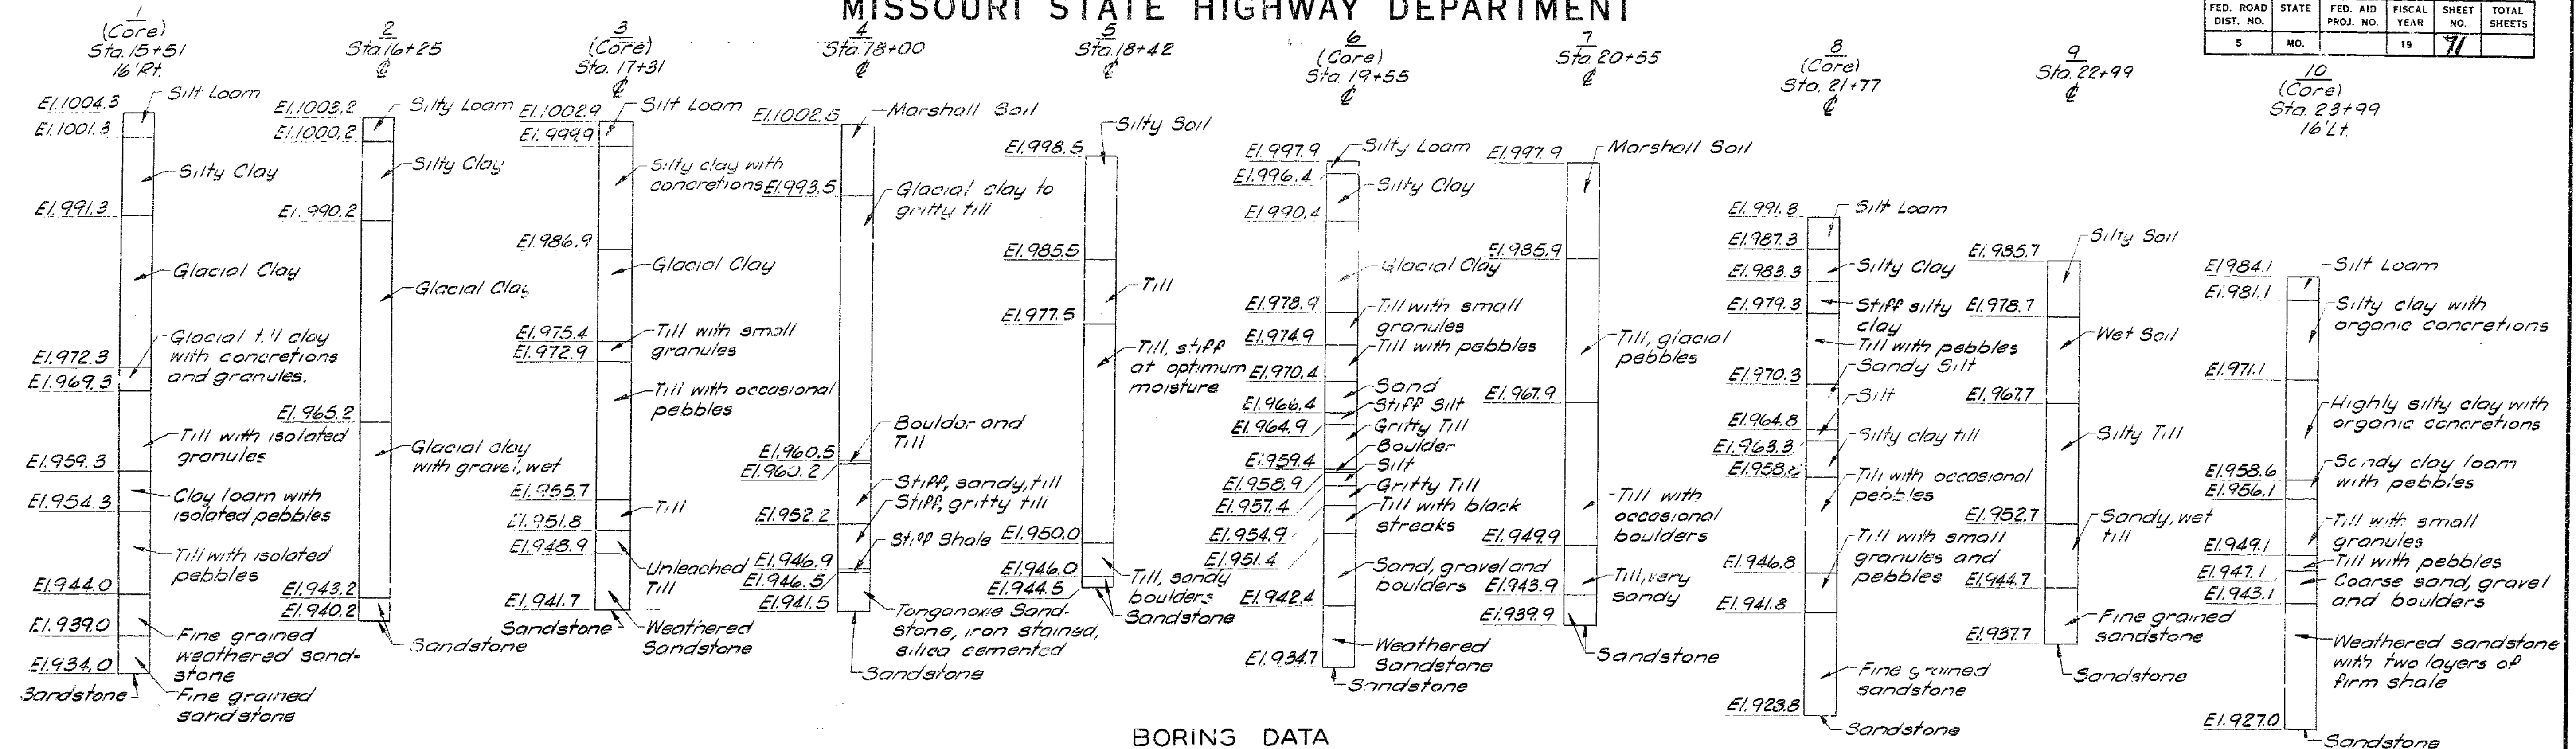 MISSOURI STATE HIGHWAY DEPARTMENT
FED. ROAD DIST. NO. STATE FED. AID PROJ. NO. FISCAL YEAR SHEET NO. TOTAL SHEETS
5 MO. 19 71
1
(Core)
Sta. 15+51
16' Rt.
El. 1004.3
Silt Loam
El. 1001.3
Silty Clay
El. 991.3
Glacial Clay
Glacial till clay
with concretions
and granules.
El. 972.3
El. 969.3
Till with isolated
granules
El. 959.3
Clay loam with
isolated pebbles
El. 954.3
Till with isolated
pebbles
El. 944.0
Fine grained
weathered sand-
stone
El. 939.0
El. 934.0
Fine grained
sandstone
Sandstone
2
Sta. 16+25
℄
El. 1003.2
Silty Loam
El. 1000.2
Silty Clay
El. 990.2
Glacial Clay
El. 965.2
Glacial clay
with gravel, wet
El. 943.2
El. 940.2
Sandstone
3
(Core)
Sta. 17+31
℄
El. 1002.9
Silt Loam
El. 999.9
Silty clay with
concretions
El. 986.9
Glacial Clay
El. 975.4
Till with small
granules
El. 972.9
Till with occasional
pebbles
El. 955.7
Till
El. 951.8
El. 948.9
Unleached
Till
El. 941.7
Sandstone
Weathered
Sandstone
4
Sta. 18+00
℄
El. 1002.5
Marshall Soil
El. 993.5
Glacial clay to
gritty till
Bouldor and
Till
El. 960.5
El. 960.2
Stiff, sandy, till
Stiff, gritty till
El. 952.2
Stiff Shale
El. 946.9
El. 946.5
El. 941.5
Tonganoxie Sand-
stone, iron stained,
silica cemented
Sandstone
5
Sta. 18+42
℄
Silty Soil
El. 998.5
El. 985.5
Till
El. 977.5
Till, stiff
at optimum
moisture
El. 950.0
El. 946.0
El. 944.5
Till, sandy
boulders
Sandstone
6
(Core)
Sta. 19+55
℄
El. 997.9
Silty Loam
El. 996.4
Silty Clay
El. 990.4
Glacial Clay
El. 978.9
Till with small
granules
El. 974.9
Till with pebbles
El. 970.4
Sand
El. 966.4
Stiff Silt
El. 964.9
Gritty Till
Boulder
El. 959.4
Silt
El. 958.9
Gritty Till
El. 957.4
Till with black
streaks
El. 954.9
El. 951.4
Sand, gravel and
boulders
El. 942.4
Weathered
Sandstone
El. 934.7
Sandstone
7
Sta. 20+55
℄
El. 997.9
Marshall Soil
El. 985.9
Till, glacial
pebbles
El. 967.9
Till with
occasional
boulders
El. 949.9
Till, very
sandy
El. 943.9
El. 939.9
Sandstone
8
(Core)
Sta. 21+77
℄
El. 991.3
Silt Loam
El. 987.3
Silty Clay
El. 983.3
Stiff silty
clay
El. 979.3
Till with pebbles
Sandy Silt
El. 970.3
Silt
El. 964.8
Silty clay till
El. 963.3
El. 958.
Till with occasional
pebbles
Till with small
granules and
pebbles
El. 946.8
El. 941.8
Fine grained
sandstone
El. 923.8
Sandstone
9
Sta. 22+99
℄
Silty Soil
El. 985.7
El. 978.7
Wet Soil
El. 967.7
Silty Till
El. 952.7
Sandy, wet
till
El. 944.7
Fine grained
sandstone
El. 937.7
Sandstone
10
(Core)
Sta. 23+99
16' Lt.
El 984.1
Silt Loam
El. 981.1
Silty clay with
organic concretions
El. 971.1
Highly silty clay with
organic concretions
El. 958.6
Sandy clay loam
with pebbles
El. 956.1
Till with small
granules
El. 949.1
Till with pebbles
El. 947.1
Coarse sand, gravel
and boulders
El. 943.1
Weathered sandstone
with two layers of
firm shale
El. 927.0
Sandstone
BORING DATA